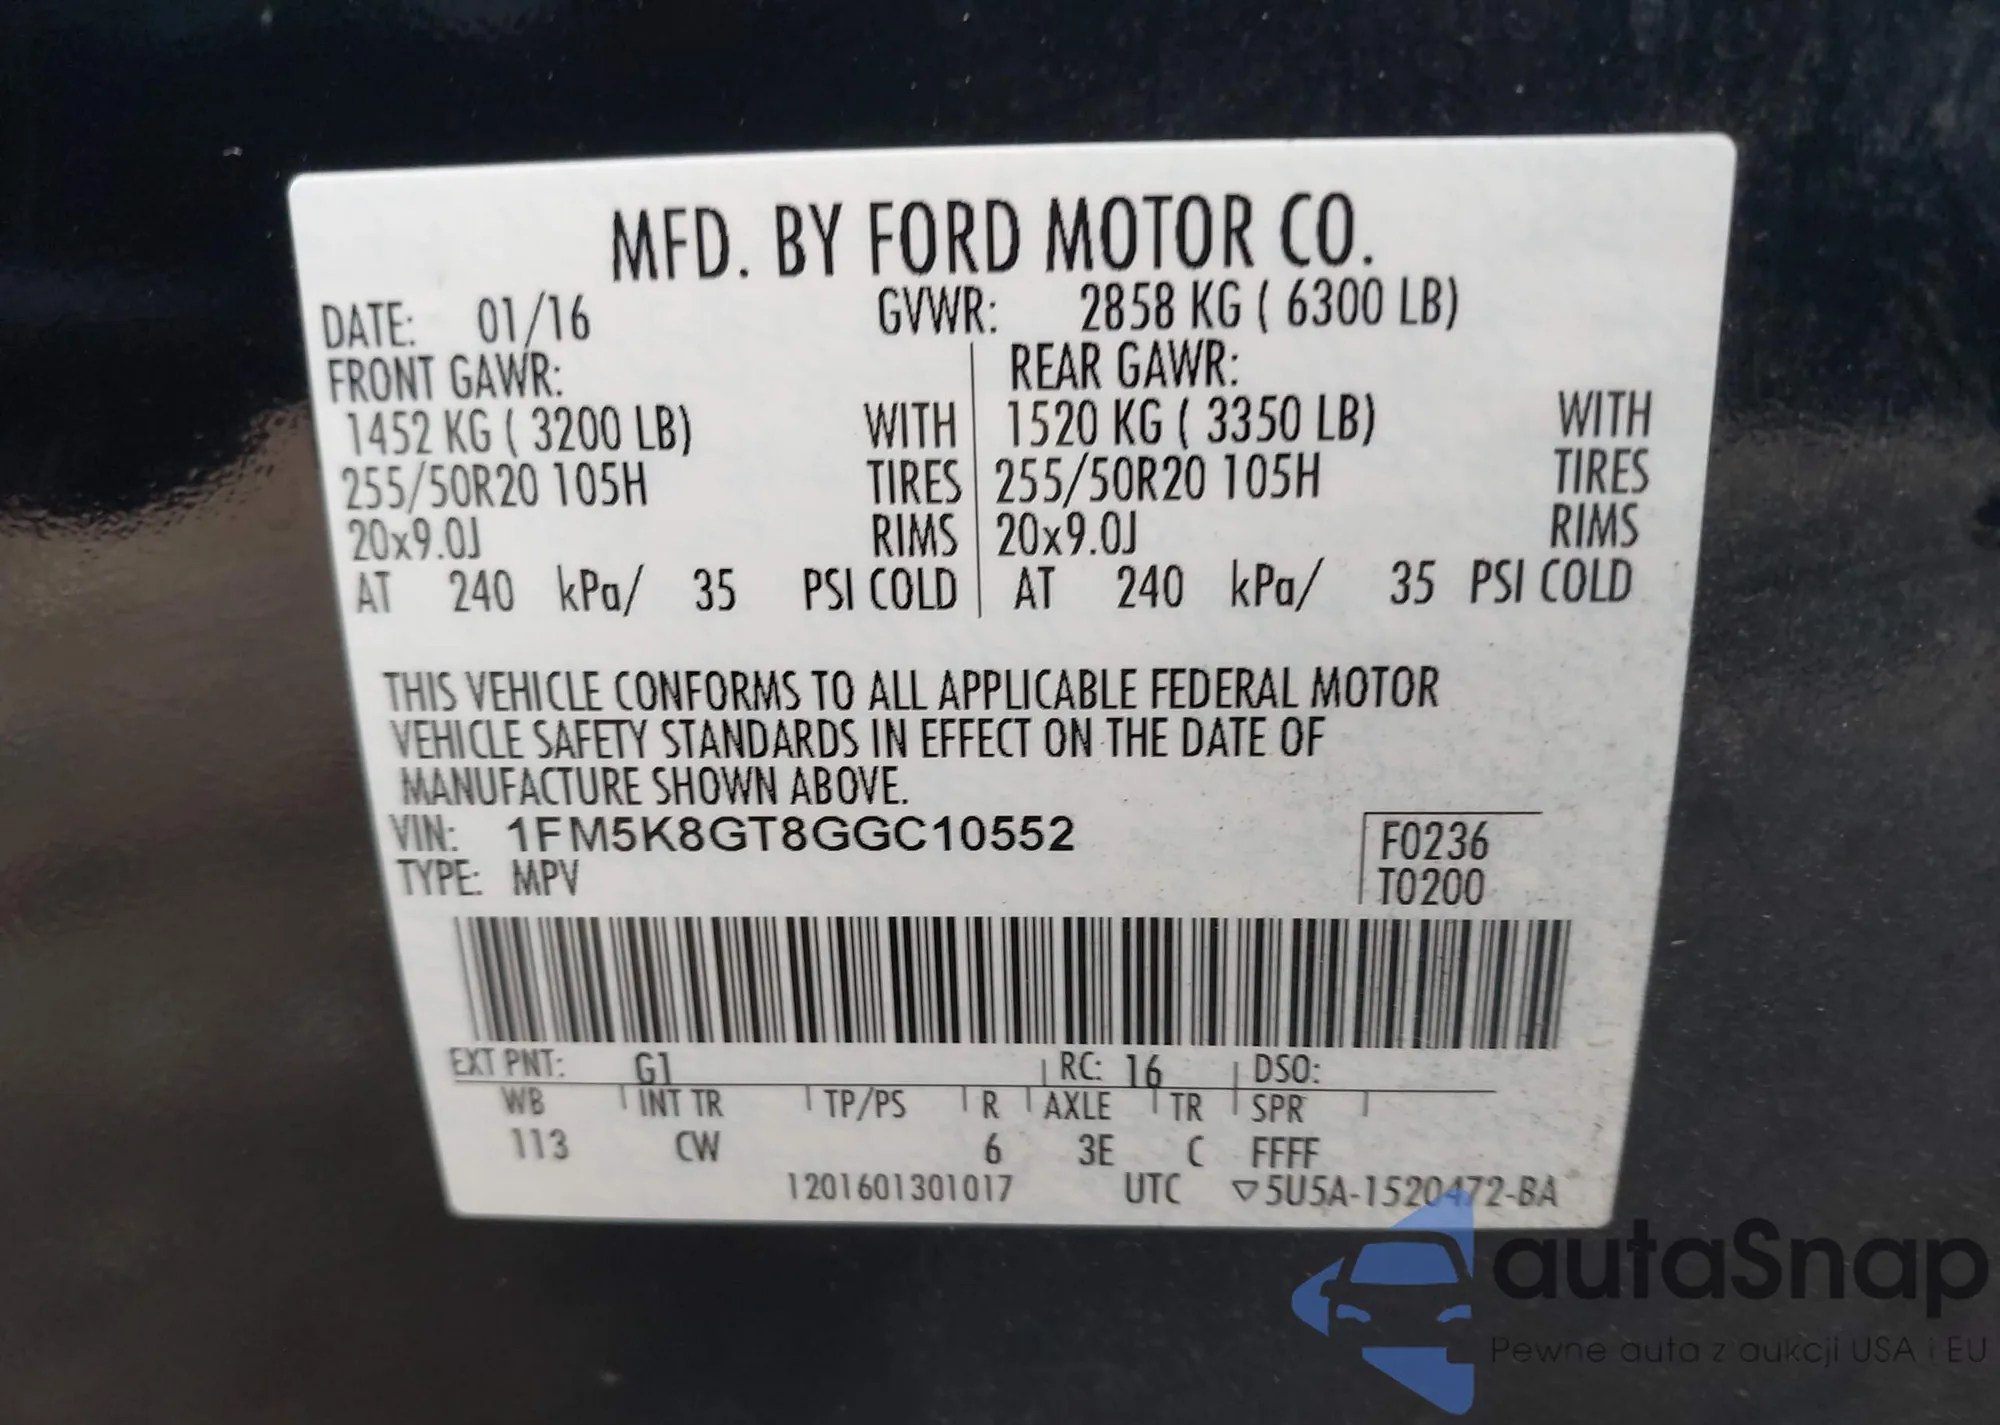 MFD. BY FORD MOTOR CO.
DATE: 01/16 GVWR: 2858 KG ( 6300 LB)
FRONT GAWR: REAR GAWR:
1452 KG ( 3200 LB) WITH 1520 KG ( 3350 LB) WITH
255/50R20 105H TIRES 255/50R20 105H TIRES
20x9.0J RIMS 20x9.0J RIMS
AT 240 kPa/ 35 PSI COLD AT 240 kPa/ 35 PSI COLD
THIS VEHICLE CONFORMS TO ALL APPLICABLE FEDERAL MOTOR
VEHICLE SAFETY STANDARDS IN EFFECT ON THE DATE OF
MANUFACTURE SHOWN ABOVE.
VIN: 1FM5K8GT8GGC10552 F0236
TYPE: MPV T0200
EXT PNT: G1 RC: 16 DSO:
WB INT TR TP/PS R AXLE TR SPR
113 CW 6 3E C FFFF
1201601301017 UTC ▽5U5A-1520472-BA
autaSnap
Pewne auta z aukcji USA i EU